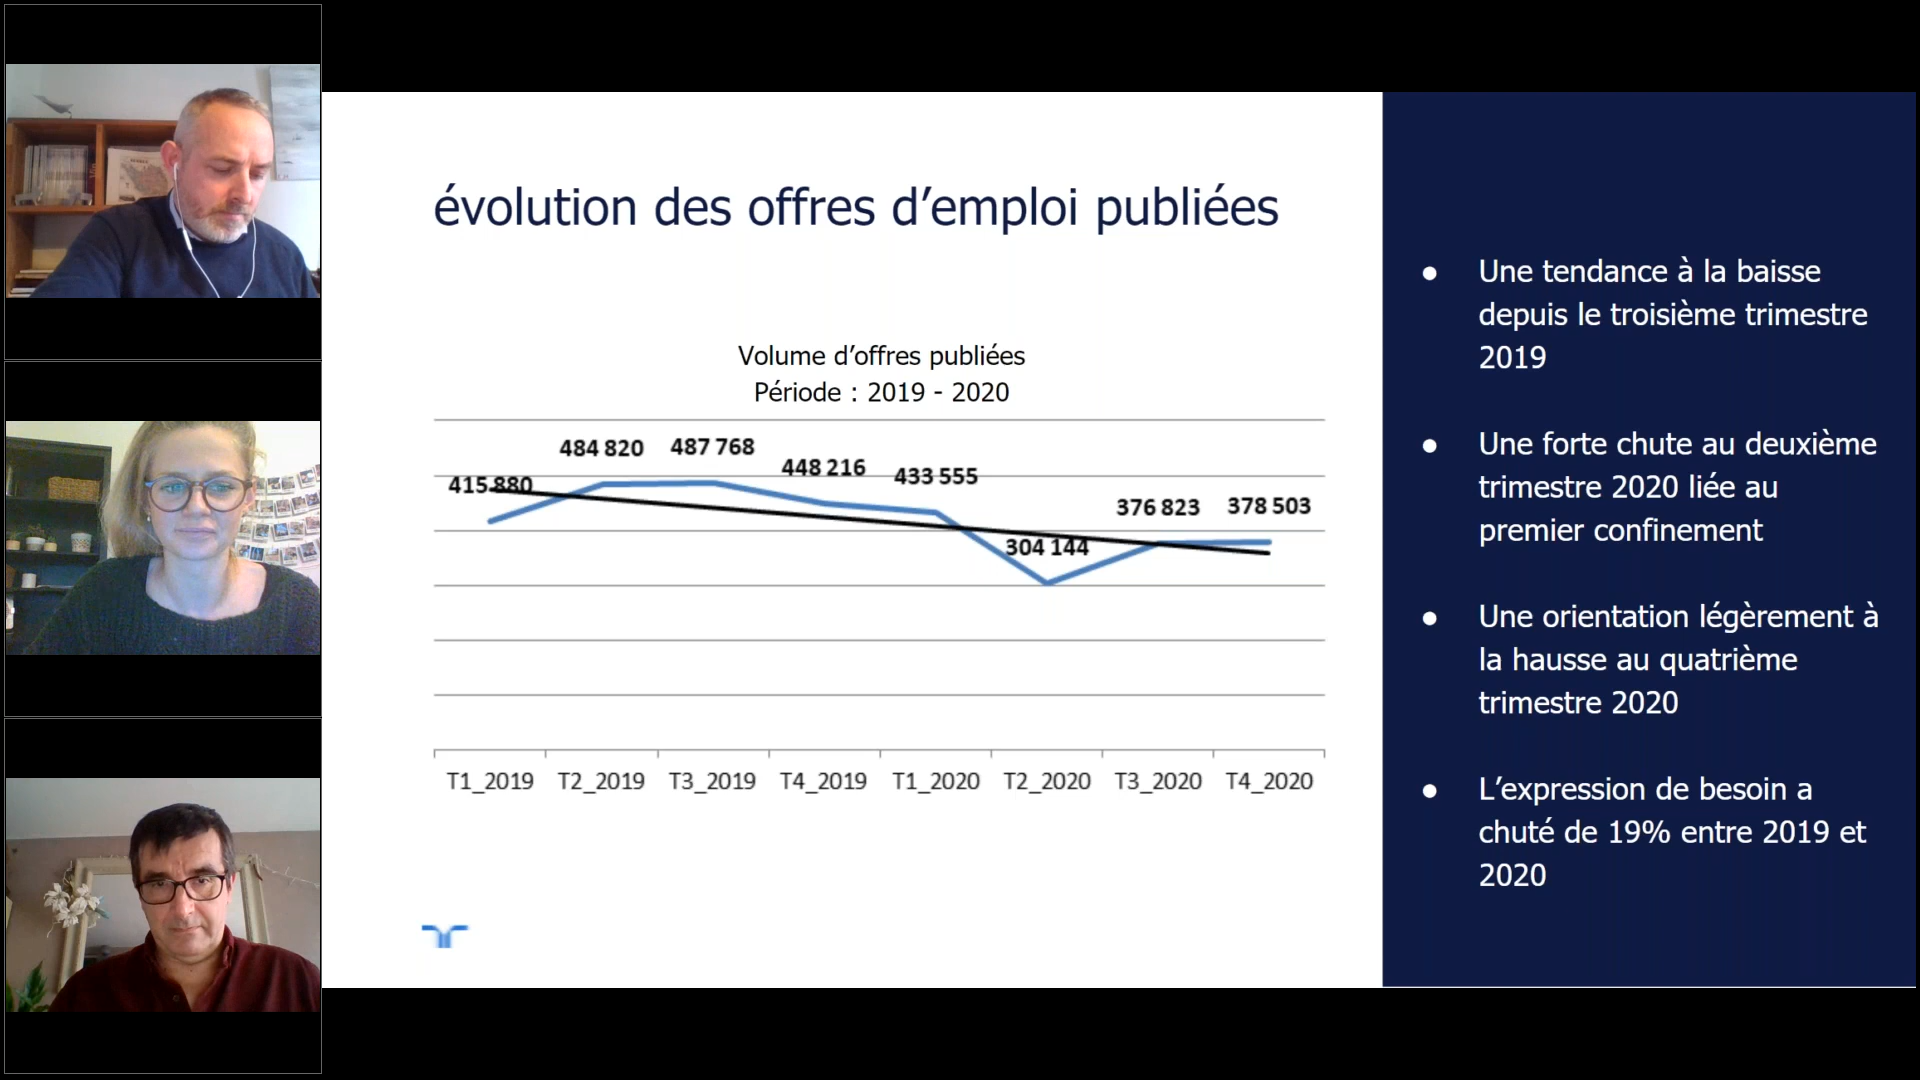 évolution des offres d’emploi publiées
Volume d’offres publiées
Période : 2019 - 2020
415 880
484 820
487 768
448 216
433 555
304 144
376 823
378 503
T1_2019
T2_2019
T3_2019
T4_2019
T1_2020
T2_2020
T3_2020
T4_2020
● Une tendance à la baisse
depuis le troisième trimestre
2019
● Une forte chute au deuxième
trimestre 2020 liée au
premier confinement
● Une orientation légèrement à
la hausse au quatrième
trimestre 2020
● L’expression de besoin a
chuté de 19% entre 2019 et
2020